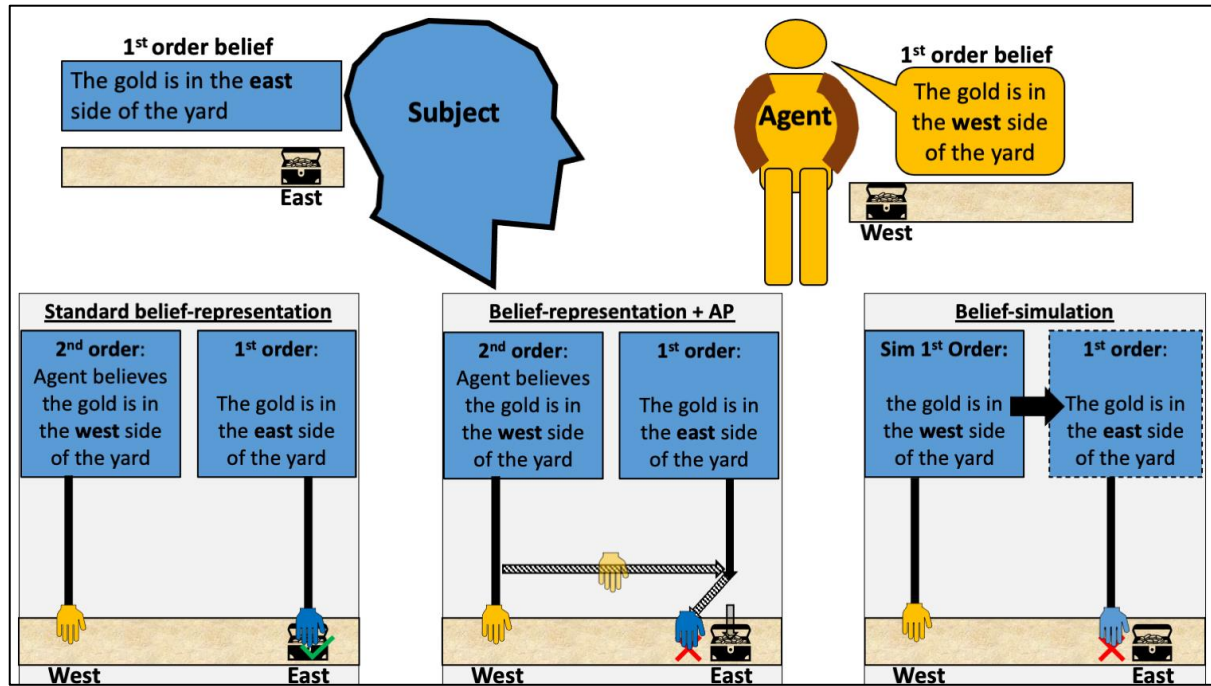 1st order belief
The gold is in the east
side of the yard
East
Subject
Agent
1st order belief
The gold is in
the west side
of the yard
West
Standard belief-representation
2nd order:
Agent believes
the gold is in
the west side
of the yard
1st order:
The gold is in
the east side
of the yard
West
East
Belief-representation + AP
2nd order:
Agent believes
the gold is in
the west side
of the yard
1st order:
The gold is in
the east side
of the yard
West
East
Belief-simulation
Sim 1st Order:
the gold is in
the west side
of the yard
1st order:
The gold is in
the east side
of the yard
West
East